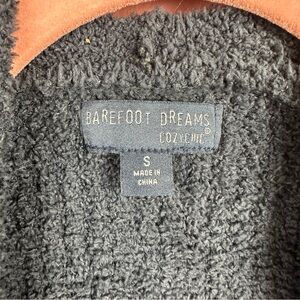 BAREFOOT DREAMS
COZYCHIC®
S
MADE IN
CHINA